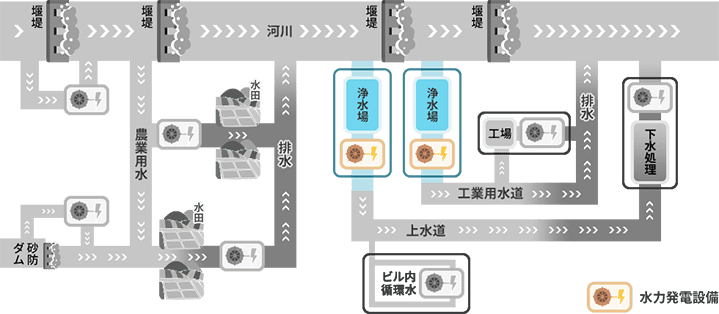 堰堤
堰堤
河川
堰堤
堰堤
水田
浄水場
浄水場
工場
排水
下水処理
農業用水
排水
工業用水道
水田
上水道
砂防ダム
ビル内
循環水
水力発電設備